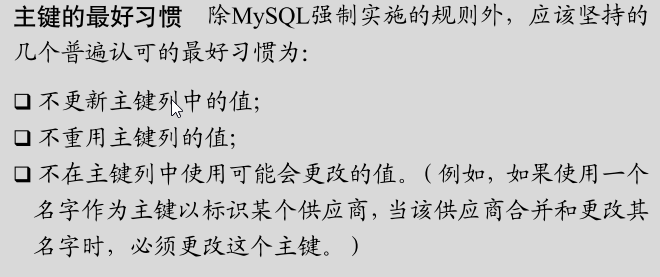 主键的最好习惯 除MySQL强制实施的规则外，应该坚持的
几个普遍认可的最好习惯为：
❑ 不更新主键列中的值；
❑ 不重用主键列的值；
❑ 不在主键列中使用可能会更改的值。（例如，如果使用一个
名字作为主键以标识某个供应商，当该供应商合并和更改其
名字时，必须更改这个主键。）